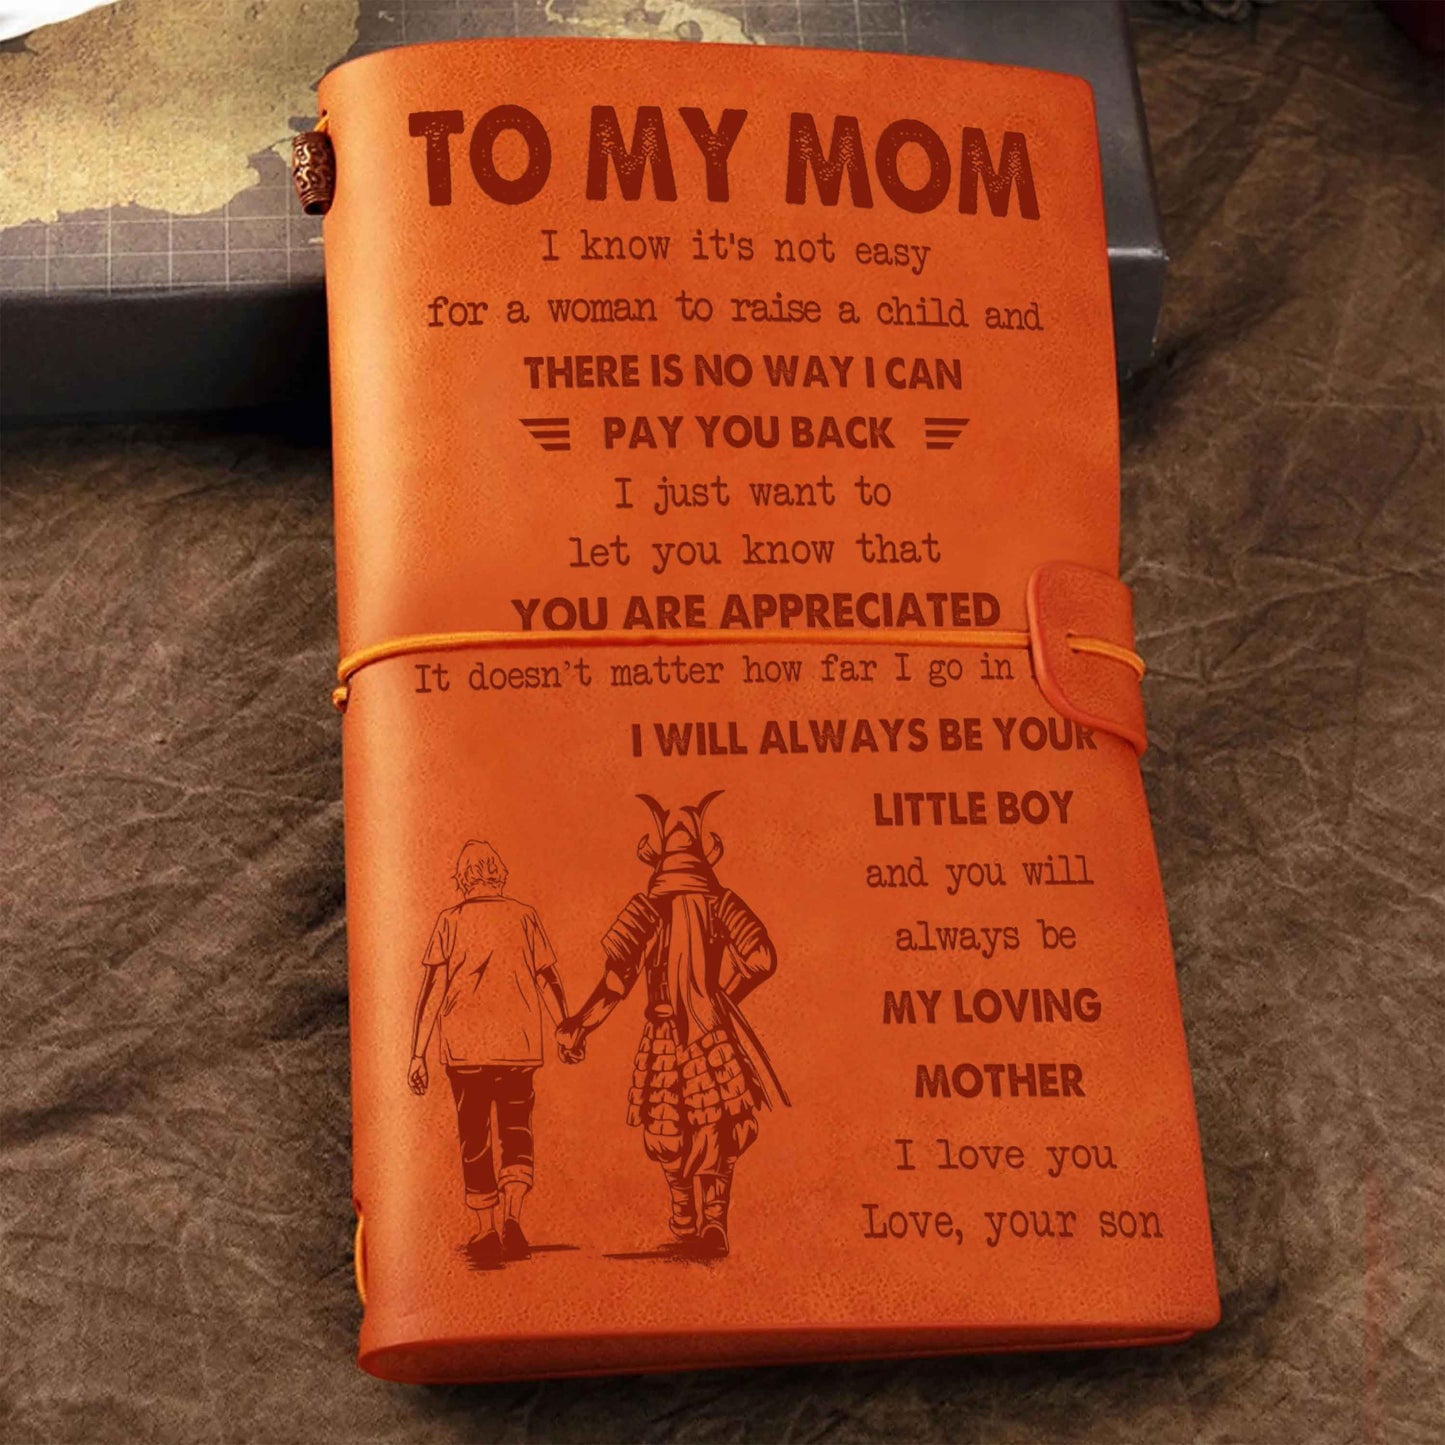 TO MY MOM
I know it's not easy
for a woman to raise a child and
THERE IS NO WAY I CAN
PAY YOU BACK
I just want to
let you know that
YOU ARE APPRECIATED
It doesn't matter how far I go in
I WILL ALWAYS BE YOUR
LITTLE BOY
and you will
always be
MY LOVING
MOTHER
I love you
Love, your son